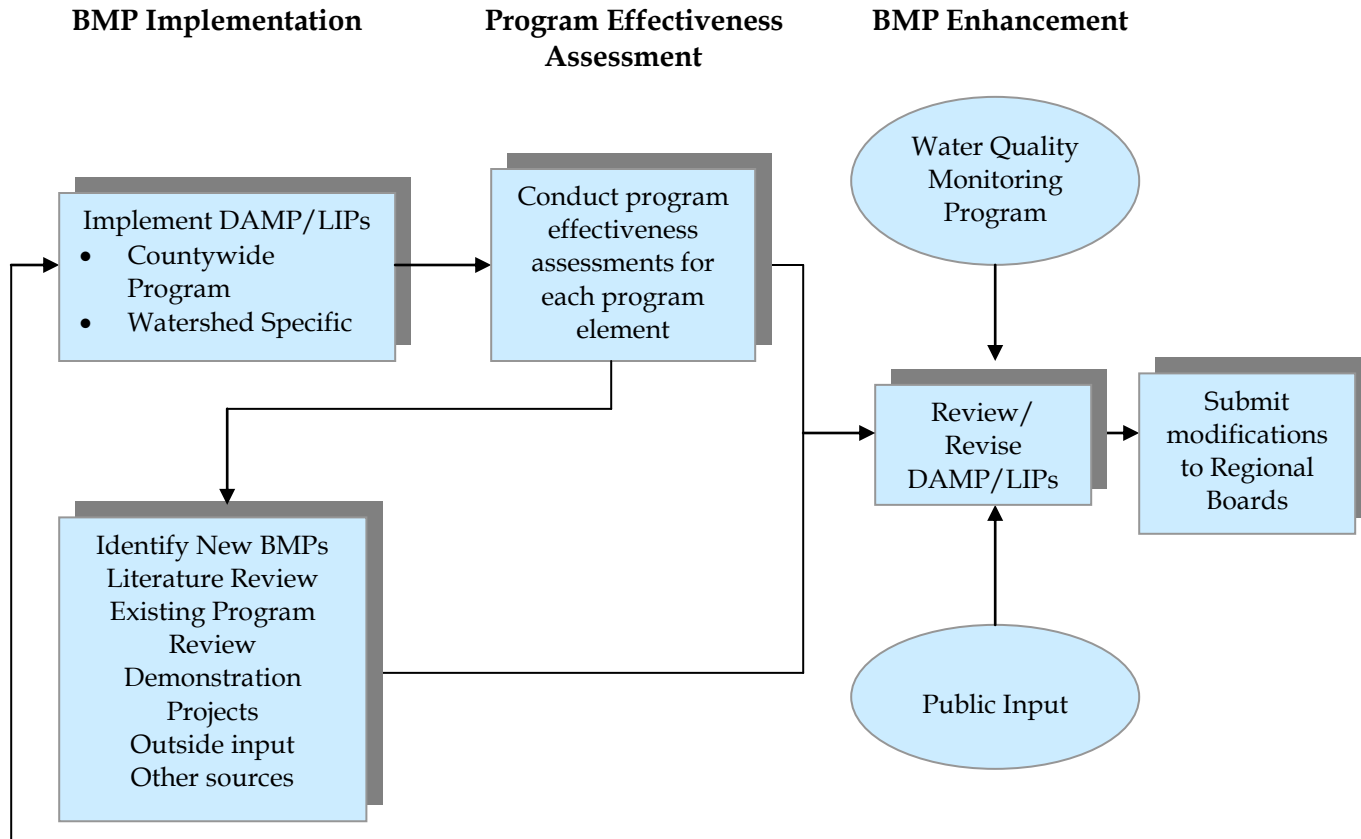 BMP Implementation
Program Effectiveness
Assessment
BMP Enhancement
Implement DAMP/LIPs
• Countywide
Program
• Watershed Specific
Conduct program
effectiveness
assessments for
each program
element
Water Quality
Monitoring
Program
Review/
Revise
DAMP/LIPs
Submit
modifications
to Regional
Boards
Identify New BMPs
Literature Review
Existing Program
Review
Demonstration
Projects
Outside input
Other sources
Public Input